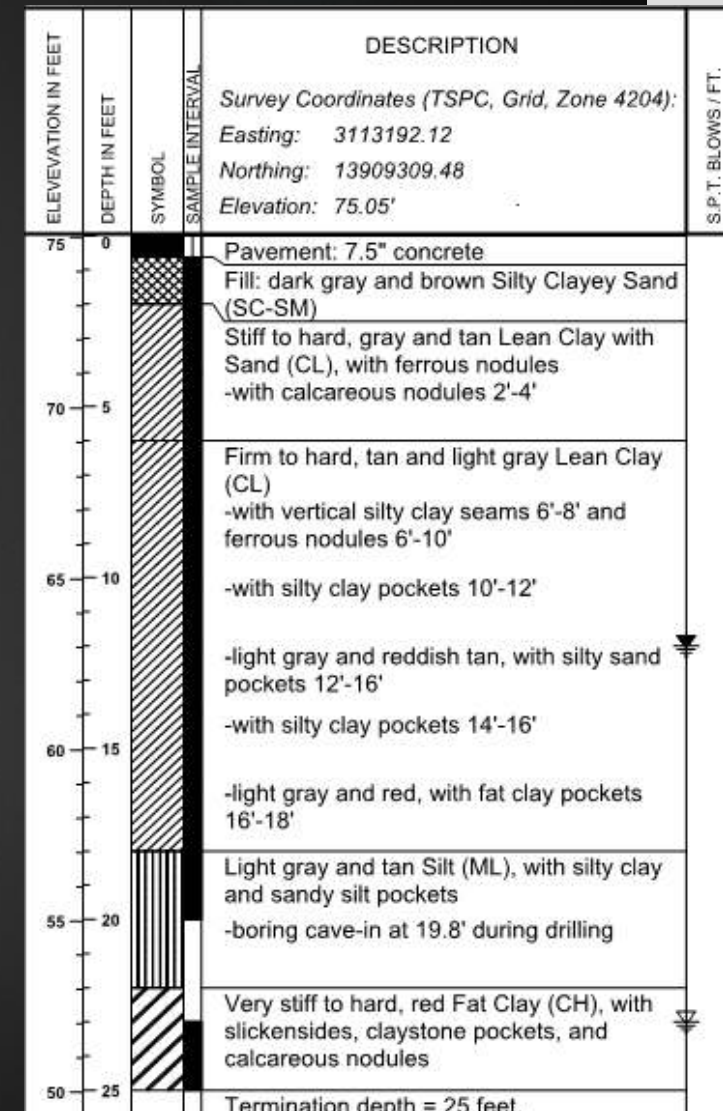 ELEVEVATION IN FEET
DEPTH IN FEET
SYMBOL
SAMPLE INTERVAL
DESCRIPTION
Survey Coordinates (TSPC, Grid, Zone 4204):
Easting: 3113192.12
Northing: 13909309.48
Elevation: 75.05'
S.P.T. BLOWS / FT.
75 0
Pavement: 7.5" concrete
Fill: dark gray and brown Silty Clayey Sand
(SC-SM)
Stiff to hard, gray and tan Lean Clay with
Sand (CL), with ferrous nodules
-with calcareous nodules 2'-4'
70 5
Firm to hard, tan and light gray Lean Clay
(CL)
-with vertical silty clay seams 6'-8' and
ferrous nodules 6'-10'
65 10
-with silty clay pockets 10'-12'
-light gray and reddish tan, with silty sand
pockets 12'-16'
-with silty clay pockets 14'-16'
60 15
-light gray and red, with fat clay pockets
16'-18'
Light gray and tan Silt (ML), with silty clay
and sandy silt pockets
55 20
-boring cave-in at 19.8' during drilling
Very stiff to hard, red Fat Clay (CH), with
slickensides, claystone pockets, and
calcareous nodules
50 25
Termination depth = 25 feet